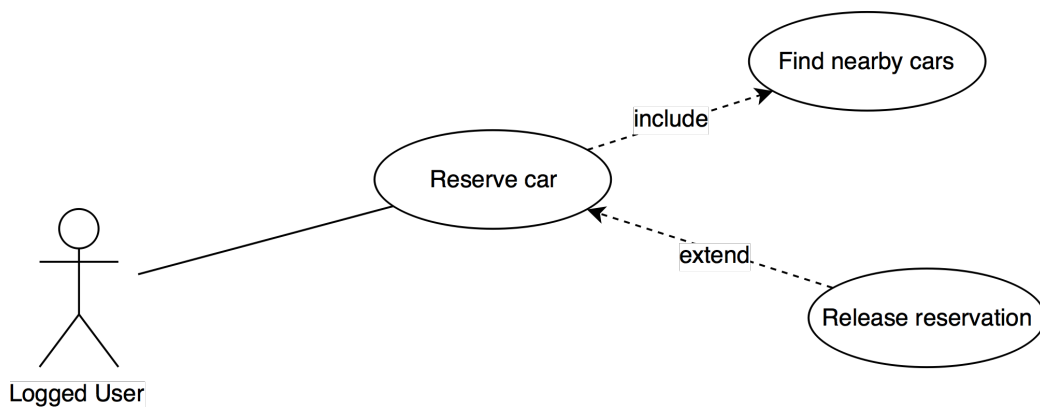 Find nearby cars
include
Reserve car
extend
Release reservation
Logged User